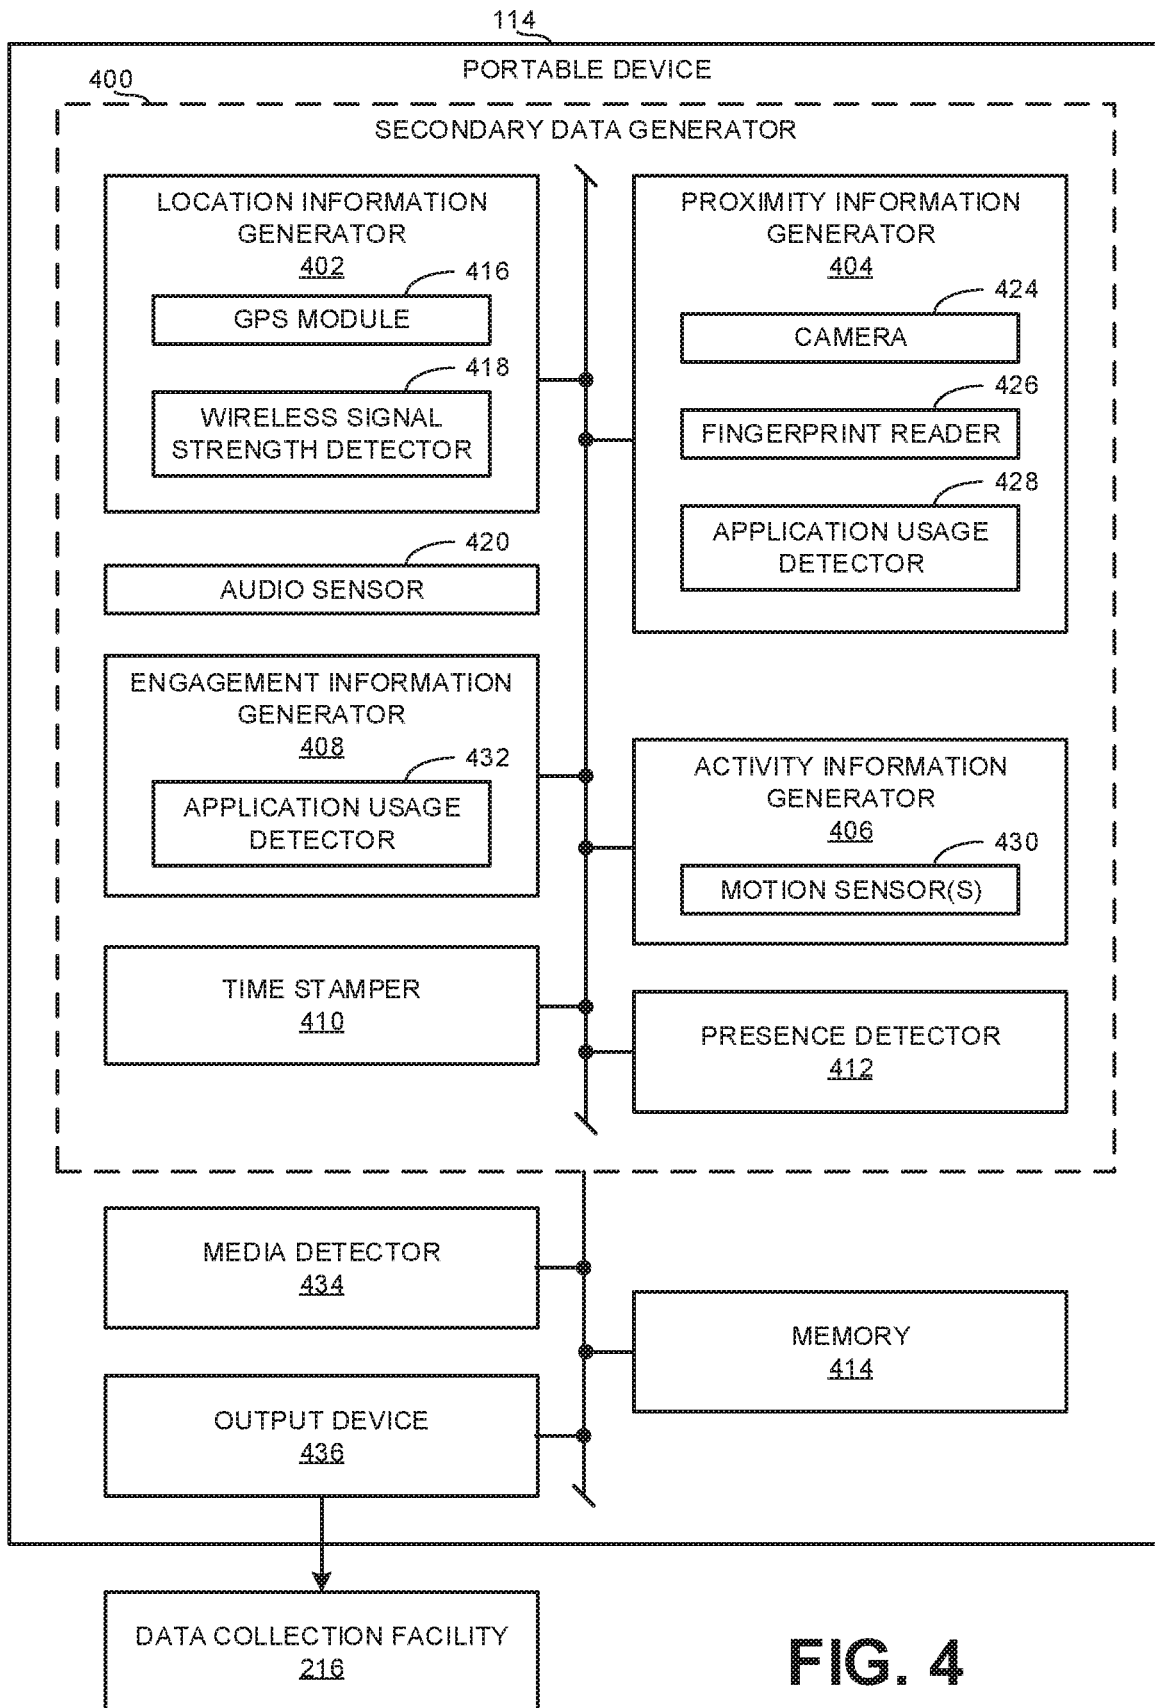 114
PORTABLE DEVICE
400
SECONDARY DATA GENERATOR
LOCATION INFORMATION
GENERATOR
402
416
GPS MODULE
418
WIRELESS SIGNAL
STRENGTH DETECTOR
PROXIMITY INFORMATION
GENERATOR
404
424
CAMERA
426
FINGERPRINT READER
428
APPLICATION USAGE
DETECTOR
420
AUDIO SENSOR
ENGAGEMENT INFORMATION
GENERATOR
408
432
APPLICATION USAGE
DETECTOR
ACTIVITY INFORMATION
GENERATOR
406
430
MOTION SENSOR(S)
TIME STAMPER
410
PRESENCE DETECTOR
412
MEDIA DETECTOR
434
MEMORY
414
OUTPUT DEVICE
436
DATA COLLECTION FACILITY
216
FIG. 4